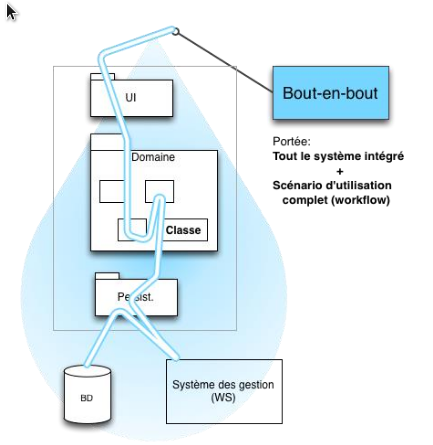 UI
Bout-en-bout
Domaine
Classe
Portée:
Tout le système intégré
+
Scénario d'utilisation
complet (workflow)
Persist.
BD
Système des gestion
(WS)